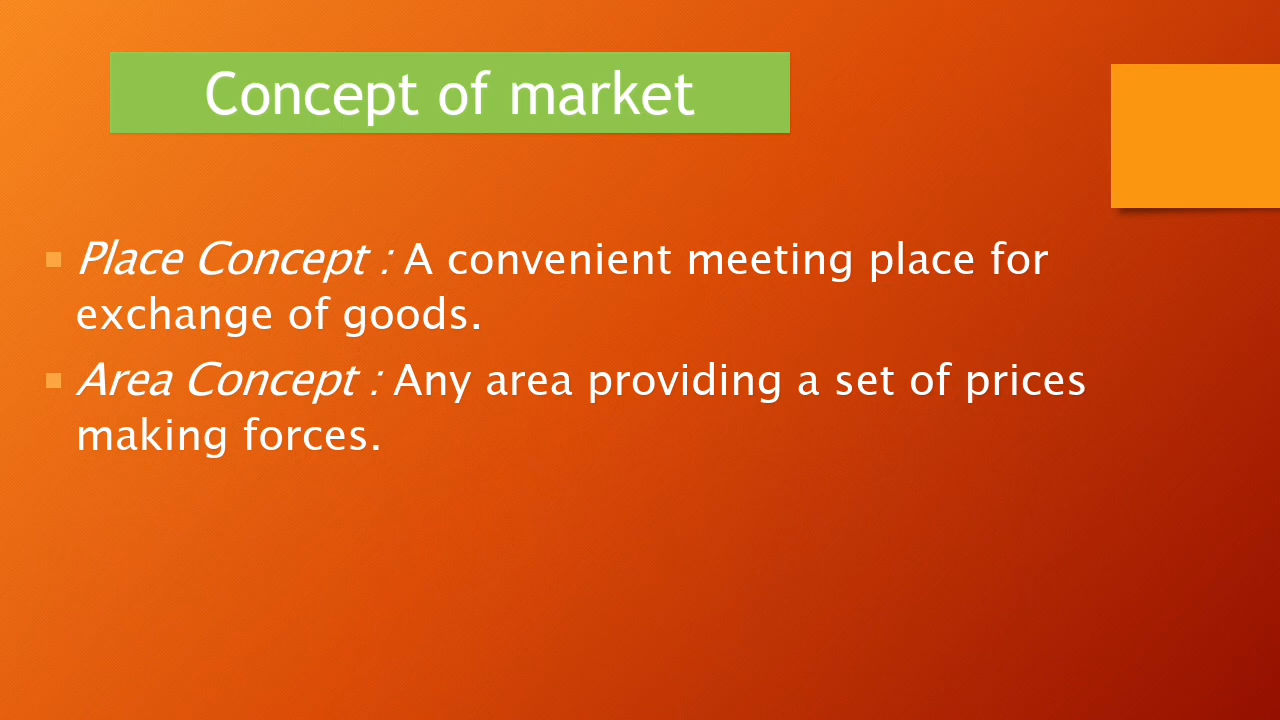 Concept of market
Place Concept : A convenient meeting place for
exchange of goods.
Area Concept : Any area providing a set of prices
making forces.